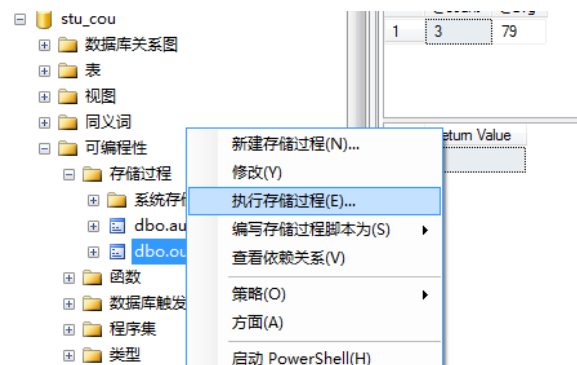 stu_cou
数据库关系图
表
视图
同义词
可编程性
存储过程
系统存
dbo.au
dbo.ou
函数
数据库触发
程序集
类型
新建存储过程(N)...
修改(Y)
执行存储过程(E)...
编写存储过程脚本为(S)
查看依赖关系(V)
策略(O)
方面(A)
启动 PowerShell(H)
1 3 79
eturn Value